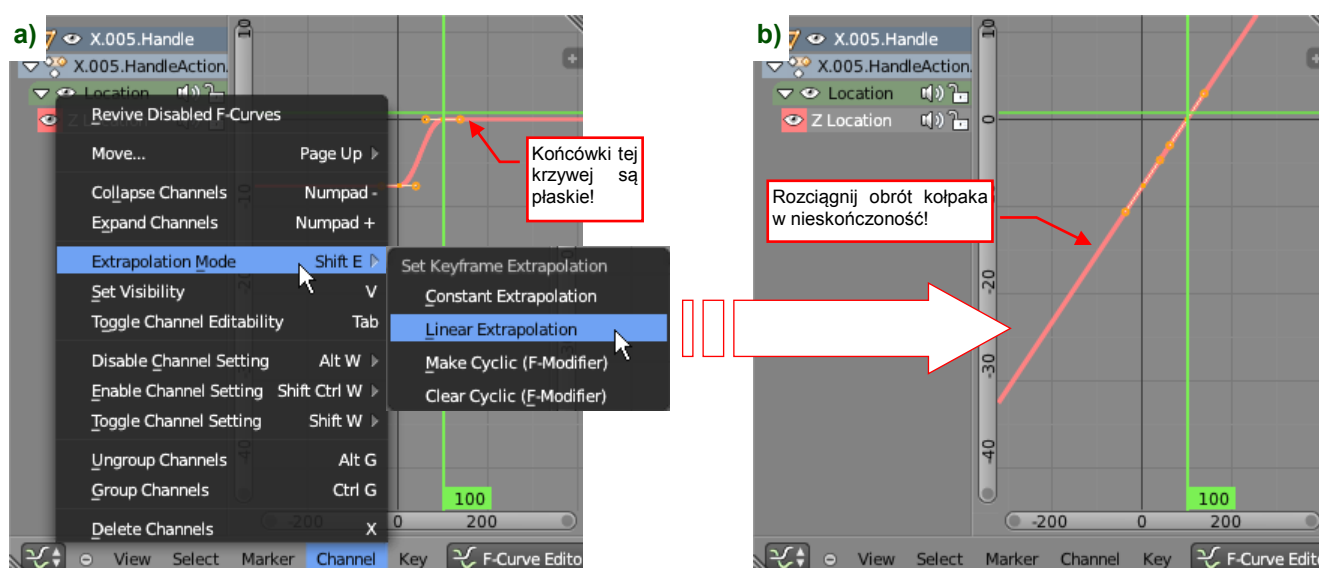 a)
X.005.Handle
X.005.HandleAction.
Location
Z
Revive Disabled F-Curves
Move... Page Up
Collapse Channels Numpad -
Expand Channels Numpad +
Extrapolation Mode Shift E
Set Visibility V
Toggle Channel Editability Tab
Disable Channel Setting Alt W
Enable Channel Setting Shift Ctrl W
Toggle Channel Setting Shift W
Ungroup Channels Alt G
Group Channels Ctrl G
Delete Channels X
Set Keyframe Extrapolation
Constant Extrapolation
Linear Extrapolation
Make Cyclic (F-Modifier)
Clear Cyclic (F-Modifier)
Końcówki tej
krzywej są
płaskie!
10
-10
-20
-40
100
-200 0 200
View Select Marker Channel Key F-Curve Edito
b)
X.005.Handle
X.005.HandleAction.
Location
Z Location
Rozciągnij obrót kołpaka
w nieskończoność!
10
0
-20
-30
-40
100
-200 0 200
View Select Marker Channel Key F-Curve Edit